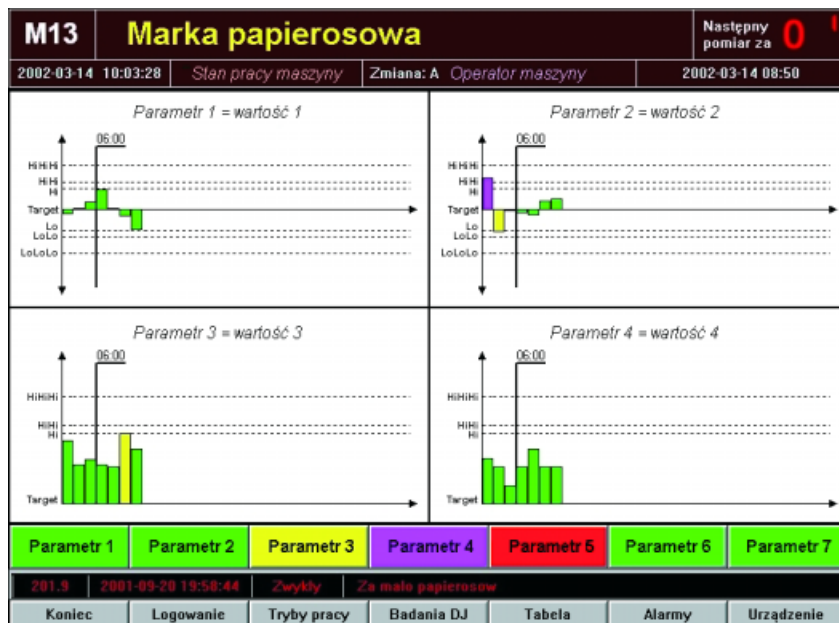 M13 Marka papierosowa Następny pomiar za 0
2002-03-14 10:03:28 Stan pracy maszyny Zmiana: A Operator maszyny 2002-03-14 08:50
Parametr 1 = wartość 1
06:00
HiHiHi
HiHi
Hi
Target
Lo
LoLo
LoLoLo
Parametr 2 = wartość 2
06:00
HiHiHi
HiHi
Hi
Target
Lo
LoLo
LoLoLo
Parametr 3 = wartość 3
06:00
HiHiHi
HiHi
Hi
Target
Parametr 4 = wartość 4
06:00
HiHiHi
HiHi
Hi
Target
Parametr 1 Parametr 2 Parametr 3 Parametr 4 Parametr 5 Parametr 6 Parametr 7
201.9 2001-09-20 19:58:44 Zwykly Za malo papierosow
Koniec Logowanie Tryby pracy Badania DJ Tabela Alarmy Urządzenie